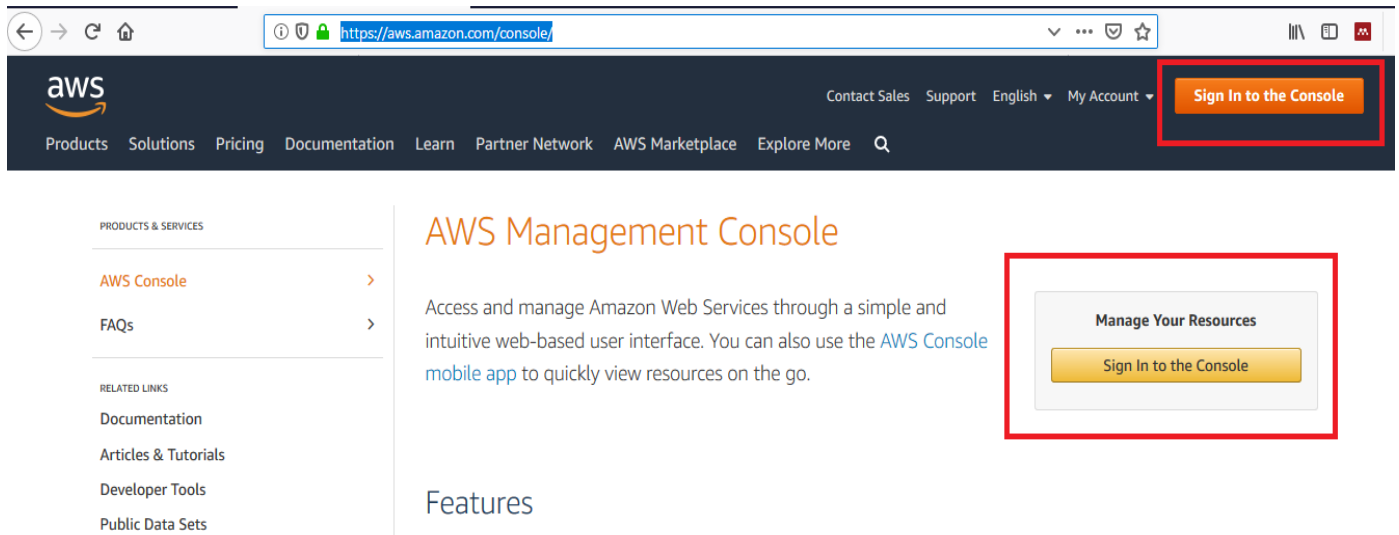 https://aws.amazon.com/console/
aws
Contact Sales Support English My Account Sign In to the Console
Products Solutions Pricing Documentation Learn Partner Network AWS Marketplace Explore More
PRODUCTS & SERVICES
AWS Console
FAQs
RELATED LINKS
Documentation
Articles & Tutorials
Developer Tools
Public Data Sets
AWS Management Console
Access and manage Amazon Web Services through a simple and
intuitive web-based user interface. You can also use the AWS Console
mobile app to quickly view resources on the go.
Manage Your Resources
Sign In to the Console
Features